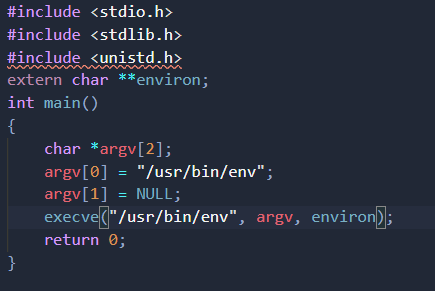 #include <stdio.h>
#include <stdlib.h>
#include <unistd.h>
extern char **environ;
int main()
{
    char *argv[2];
    argv[0] = "/usr/bin/env";
    argv[1] = NULL;
    execve("/usr/bin/env", argv, environ);
    return 0;
}